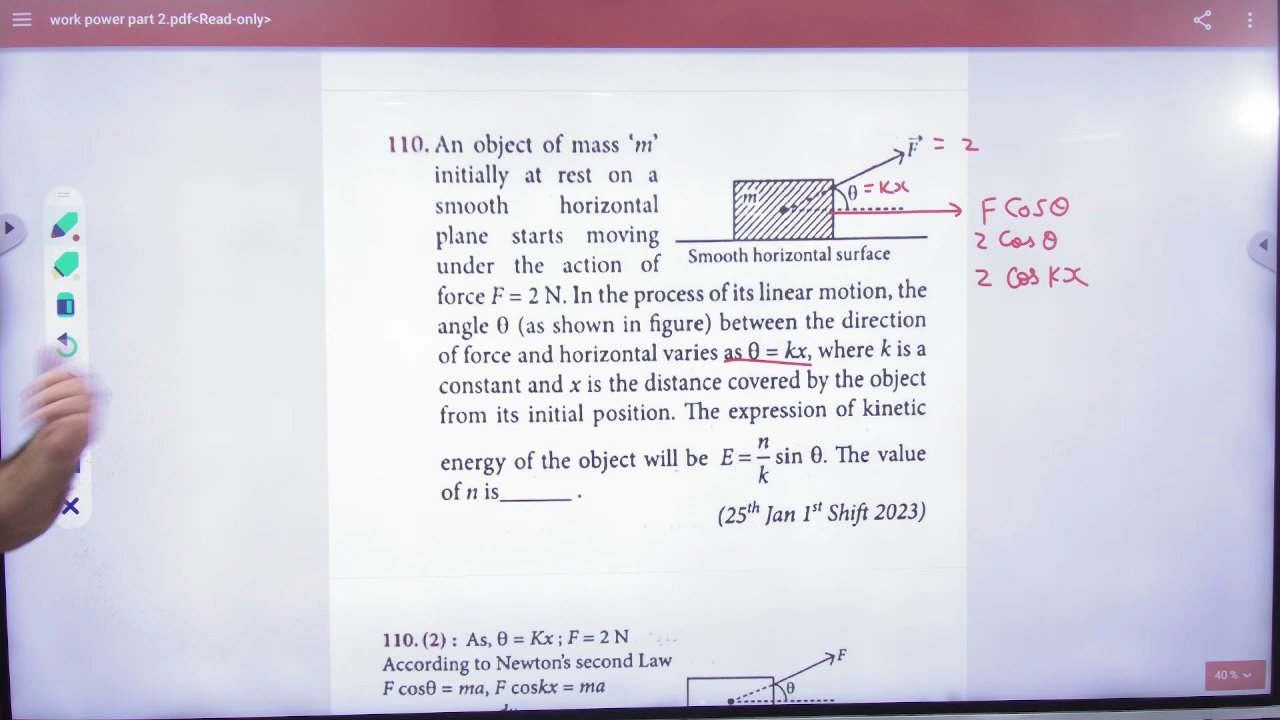 work power part 2.pdf<Read-only>
110. An object of mass 'm'
initially at rest on a
smooth horizontal
plane starts moving
under the action of
force F = 2 N. In the process of its linear motion, the
angle θ (as shown in figure) between the direction
of force and horizontal varies as θ = kx, where k is a
constant and x is the distance covered by the object
from its initial position. The expression of kinetic
energy of the object will be E = n/k sin θ. The value
of n is______ .
(25th Jan 1st Shift 2023)
m
F⃗ = 2
θ = Kx
F Cosθ
2 Cosθ
2 Cos Kx
Smooth horizontal surface
110. (2) : As, θ = Kx ; F = 2 N
According to Newton's second Law
F cosθ = ma, F coskx = ma
F
θ
40 %